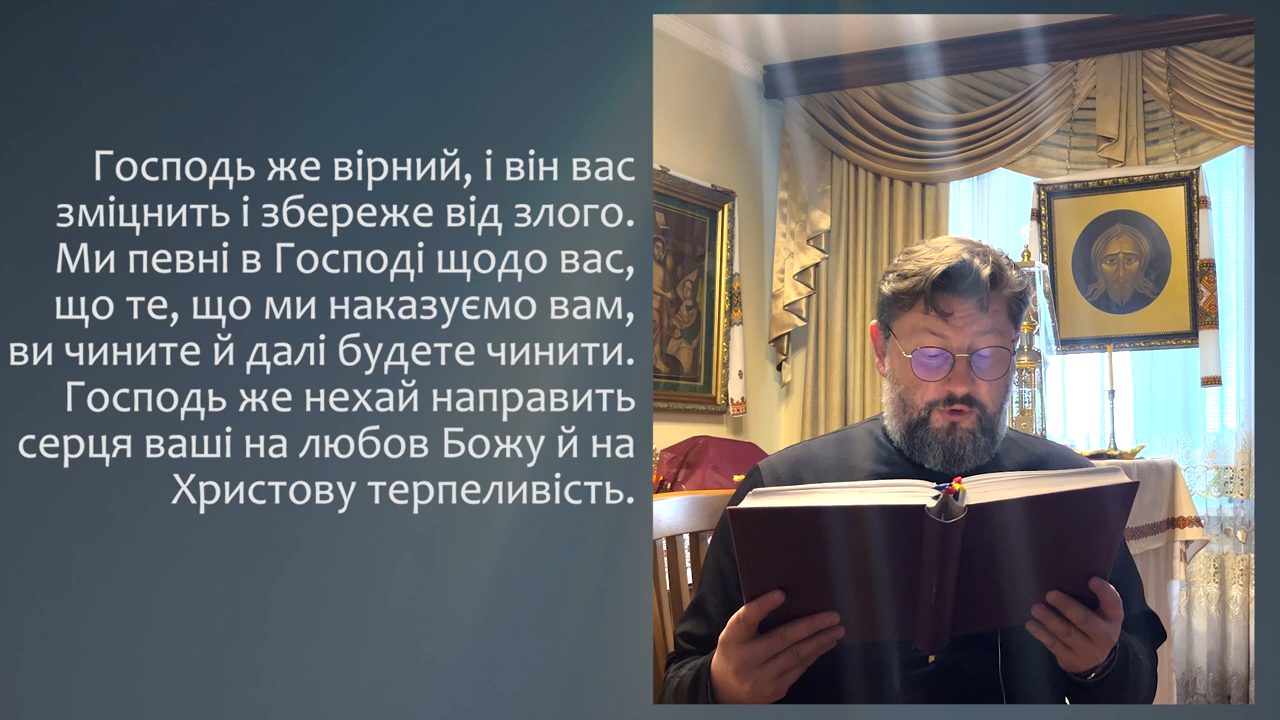 Господь же вірний, і він вас
зміцнить і збереже від злого.
Ми певні в Господі щодо вас,
що те, що ми наказуємо вам,
ви чините й далі будете чинити.
Господь же нехай направить
серця ваші на любов Божу й на
Христову терпеливість.